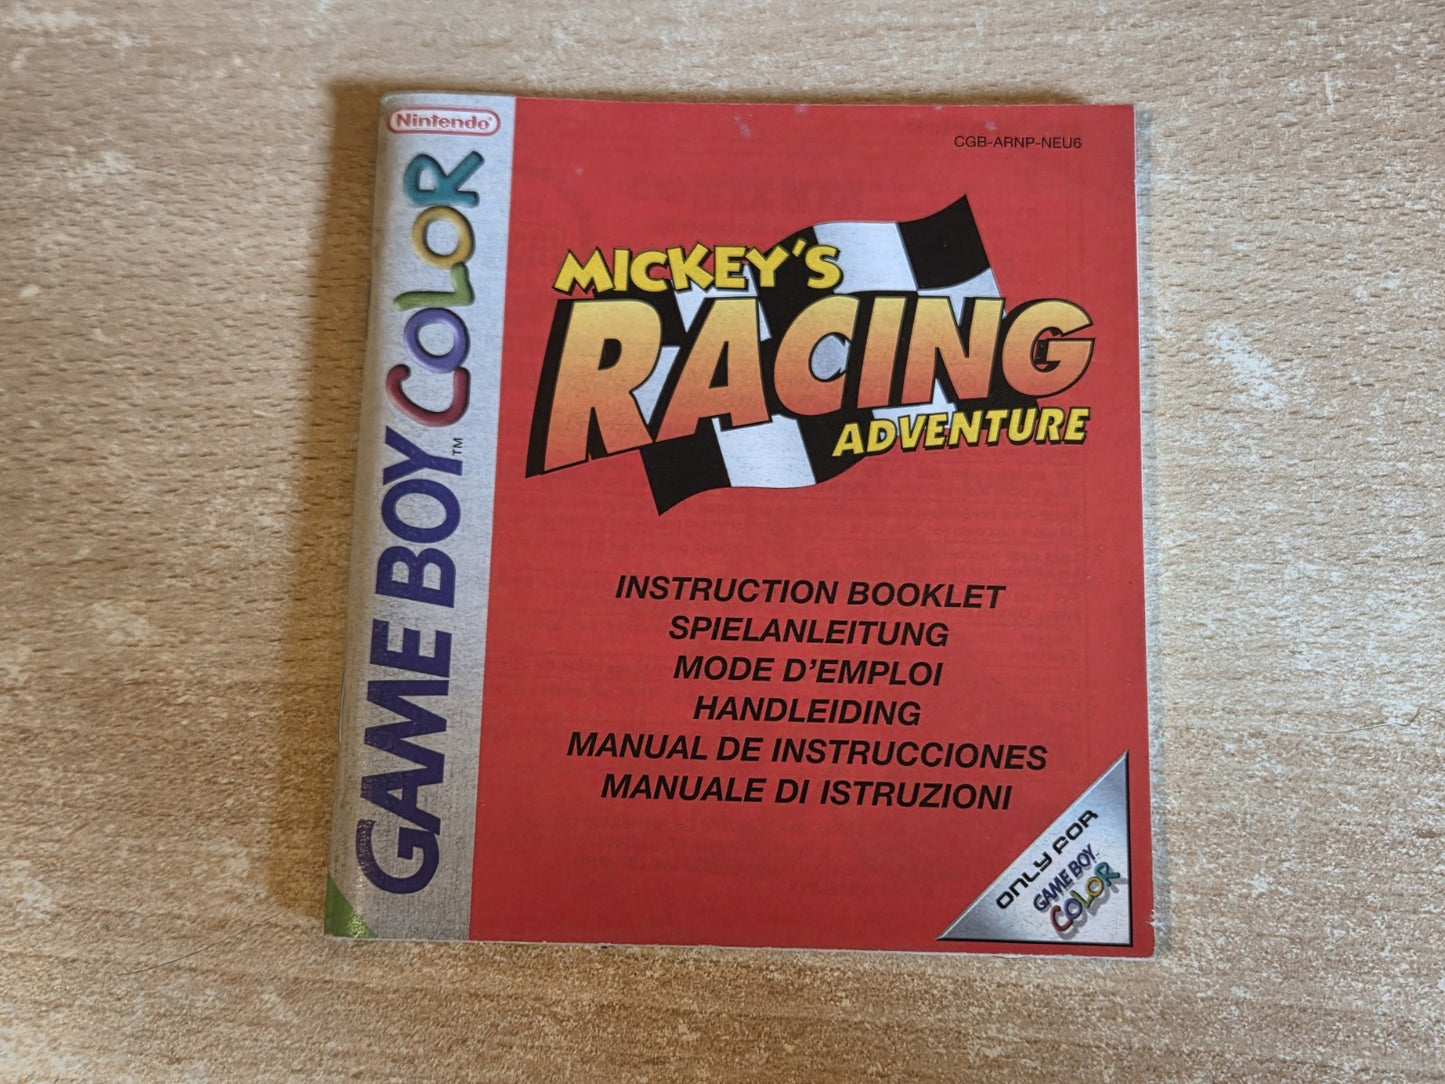 Nintendo
GAME BOY COLOR™
CGB-ARNP-NEU6
MICKEY'S
RACING
ADVENTURE
INSTRUCTION BOOKLET
SPIELANLEITUNG
MODE D'EMPLOI
HANDLEIDING
MANUAL DE INSTRUCCIONES
MANUALE DI ISTRUZIONI
ONLY FOR
GAME BOY
COLOR